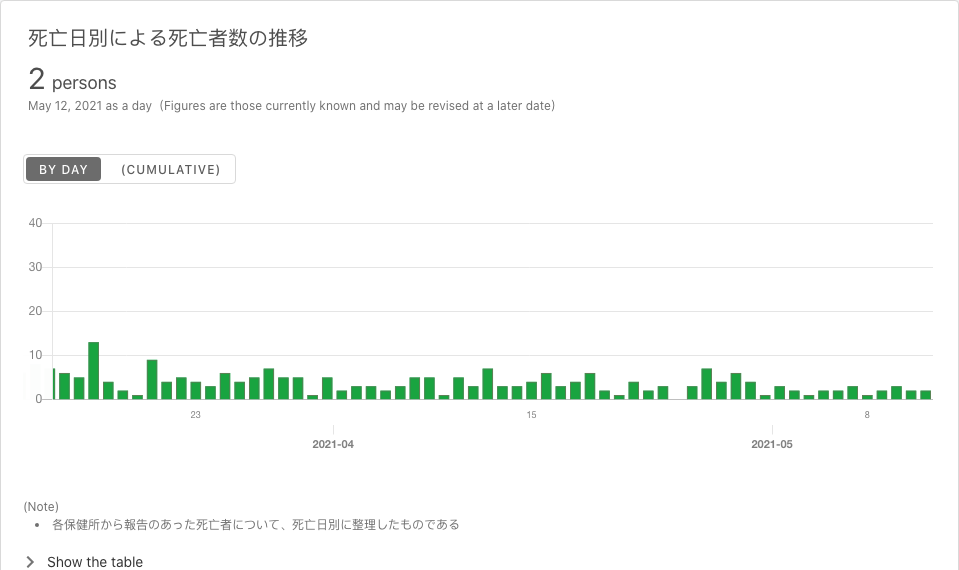 死亡日別による死亡者数の推移
2 persons
May 12, 2021 as a day（Figures are those currently known and may be revised at a later date）
BY DAY (CUMULATIVE)
40
30
20
10
0
23 15 8
2021-04 2021-05
(Note)
• 各保健所から報告のあった死亡者について、死亡日別に整理したものである
Show the table